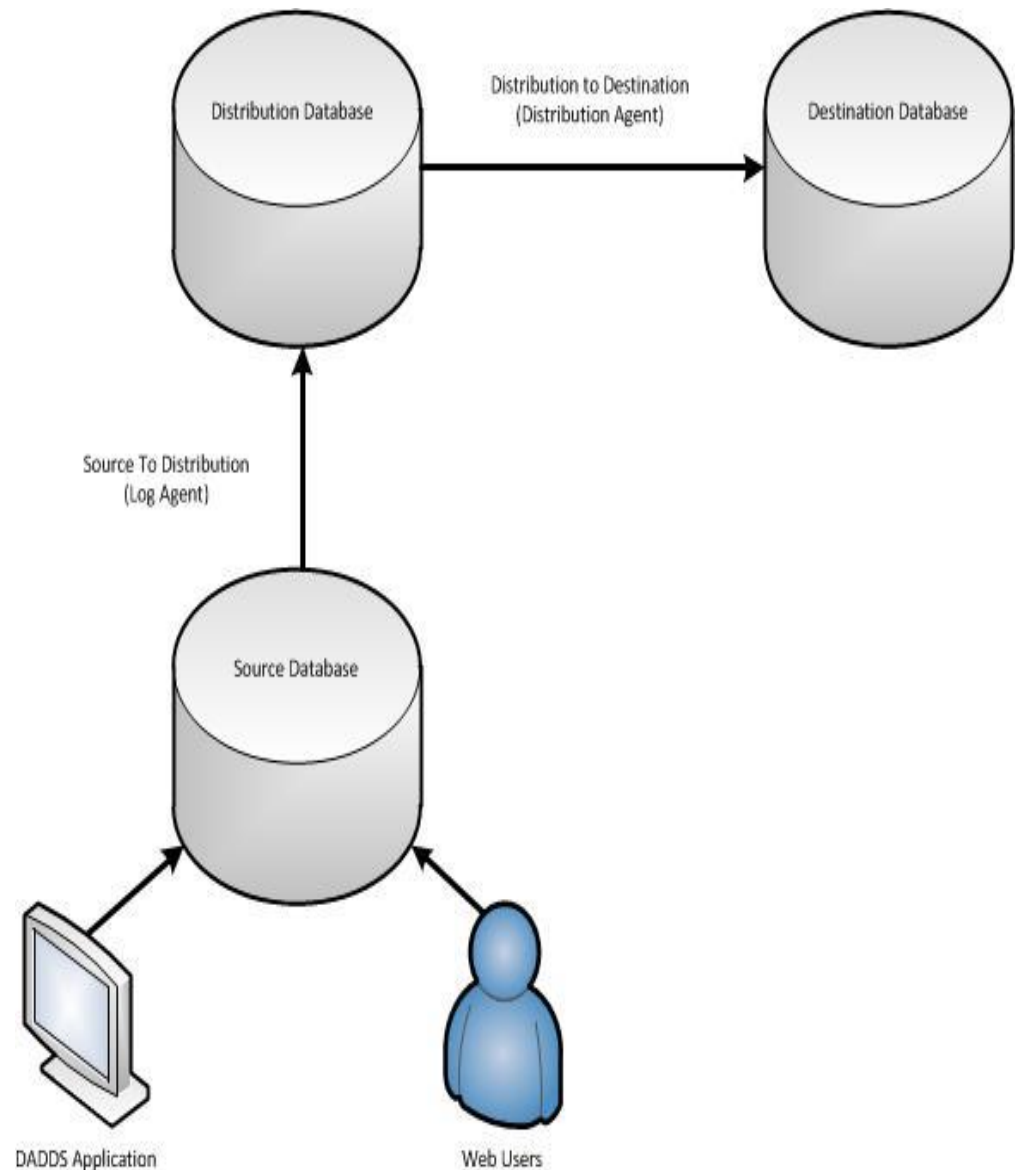 Distribution Database
Distribution to Destination
(Distribution Agent)
Destination Database
Source To Distribution
(Log Agent)
Source Database
DADDS Application
Web Users